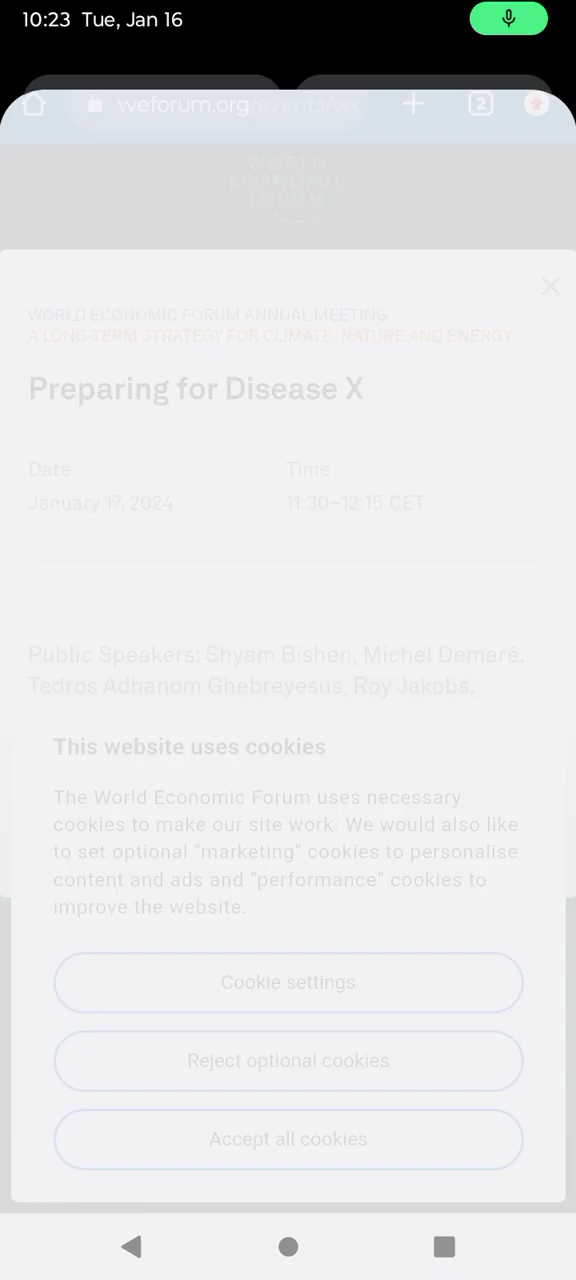 10:23 Tue, Jan 16
weforum.org/events/wo
2
WORLD
ECONOMIC
FORUM
WORLD ECONOMIC FORUM ANNUAL MEETING
A LONG-TERM STRATEGY FOR CLIMATE, NATURE AND ENERGY
Preparing for Disease X
Date
Time
January 17, 2024
11:30–12:15 CET
Public Speakers: Shyam Bishen, Michel Demaré,
Tedros Adhanom Ghebreyesus, Roy Jakobs,
This website uses cookies
The World Economic Forum uses necessary
cookies to make our site work. We would also like
to set optional "marketing" cookies to personalise
content and ads and "performance" cookies to
improve the website.
Cookie settings
Reject optional cookies
Accept all cookies